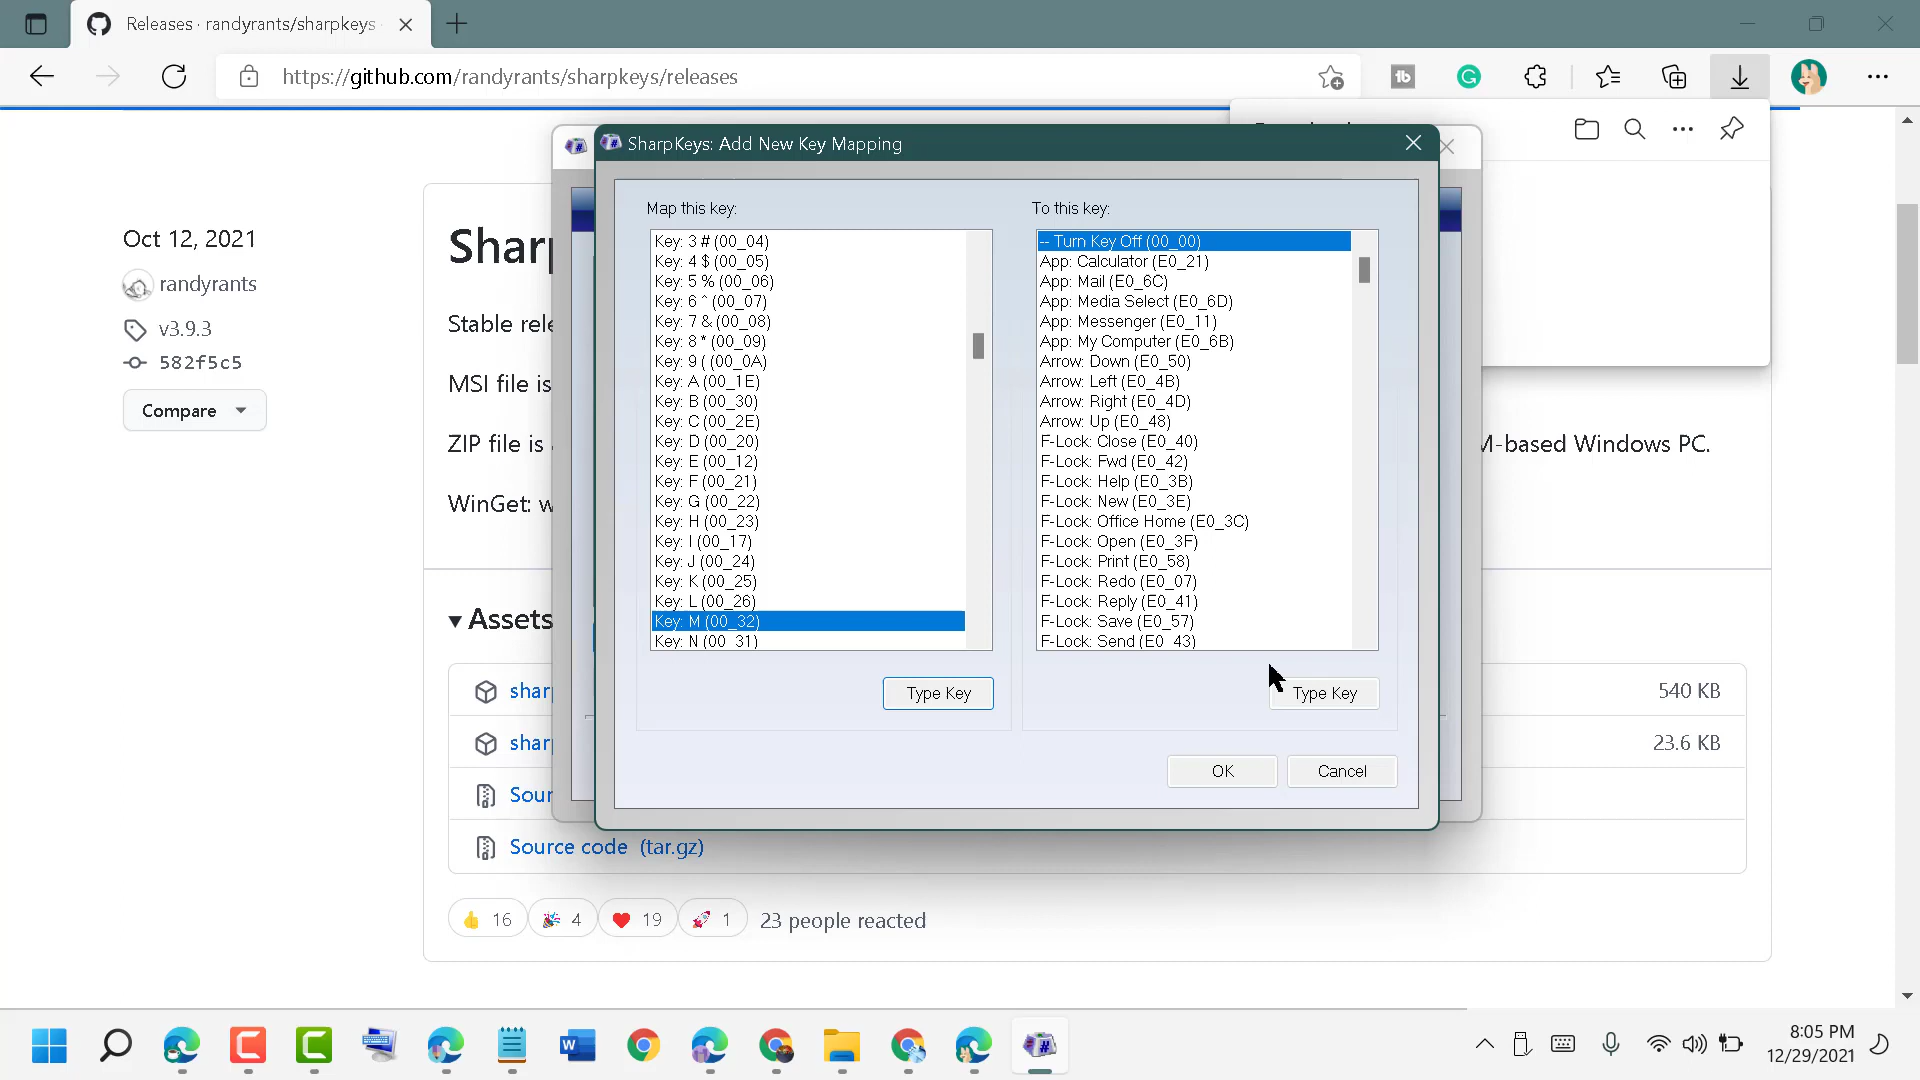 Releases · randyrants/sharpkeys
https://github.com/randyrants/sharpkeys/releases
SharpKeys: Add New Key Mapping
Map this key:
Key: 3 # (00_04)
Key: 4 $ (00_05)
Key: 5 % (00_06)
Key: 6 ^ (00_07)
Key: 7 & (00_08)
Key: 8 * (00_09)
Key: 9 ( (00_0A)
Key: A (00_1E)
Key: B (00_30)
Key: C (00_2E)
Key: D (00_20)
Key: E (00_12)
Key: F (00_21)
Key: G (00_22)
Key: H (00_23)
Key: I (00_17)
Key: J (00_24)
Key: K (00_25)
Key: L (00_26)
Key: M (00_32)
Key: N (00_31)
Type Key
To this key:
-- Turn Key Off (00_00)
App: Calculator (E0_21)
App: Mail (E0_6C)
App: Media Select (E0_6D)
App: Messenger (E0_11)
App: My Computer (E0_6B)
Arrow: Down (E0_50)
Arrow: Left (E0_4B)
Arrow: Right (E0_4D)
Arrow: Up (E0_48)
F-Lock: Close (E0_40)
F-Lock: Fwd (E0_42)
F-Lock: Help (E0_3B)
F-Lock: New (E0_3E)
F-Lock: Office Home (E0_3C)
F-Lock: Open (E0_3F)
F-Lock: Print (E0_58)
F-Lock: Redo (E0_07)
F-Lock: Reply (E0_41)
F-Lock: Save (E0_57)
F-Lock: Send (E0_43)
Type Key
OK
Cancel
Oct 12, 2021
randyrants
v3.9.3
582f5c5
Compare
Sharp
Stable rele
MSI file is
ZIP file is
M-based Windows PC.
WinGet: w
Assets
shar
540 KB
shar
23.6 KB
Sour
Source code (tar.gz)
16
4
19
1
23 people reacted
8:05 PM
12/29/2021